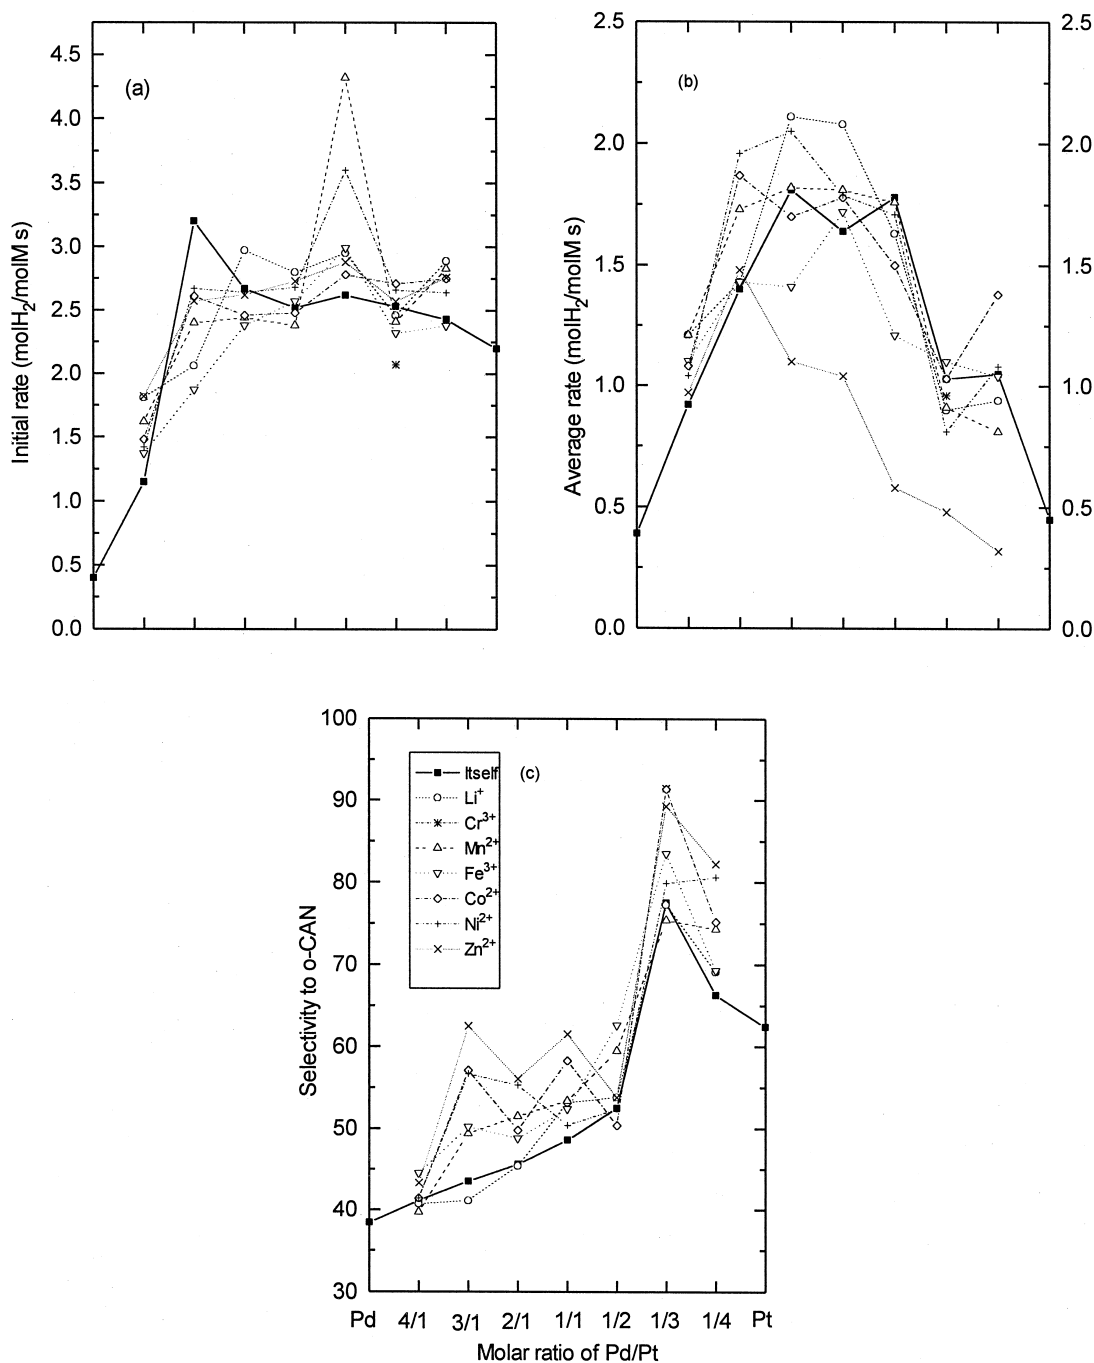 (a)
4.5
4.0
3.5
3.0
2.5
2.0
1.5
1.0
0.5
0.0
Initial rate (molH2/molM s)
(b)
2.5
2.0
1.5
1.0
0.5
0.0
Average rate (molH2/molM s)
2.5
2.0
1.5
1.0
0.5
0.0
(c)
100
90
80
70
60
50
40
30
Selectivity to o-CAN
Itself
Li+
Cr3+
Mn2+
Fe3+
Co2+
Ni2+
Zn2+
Pd 4/1 3/1 2/1 1/1 1/2 1/3 1/4 Pt
Molar ratio of Pd/Pt